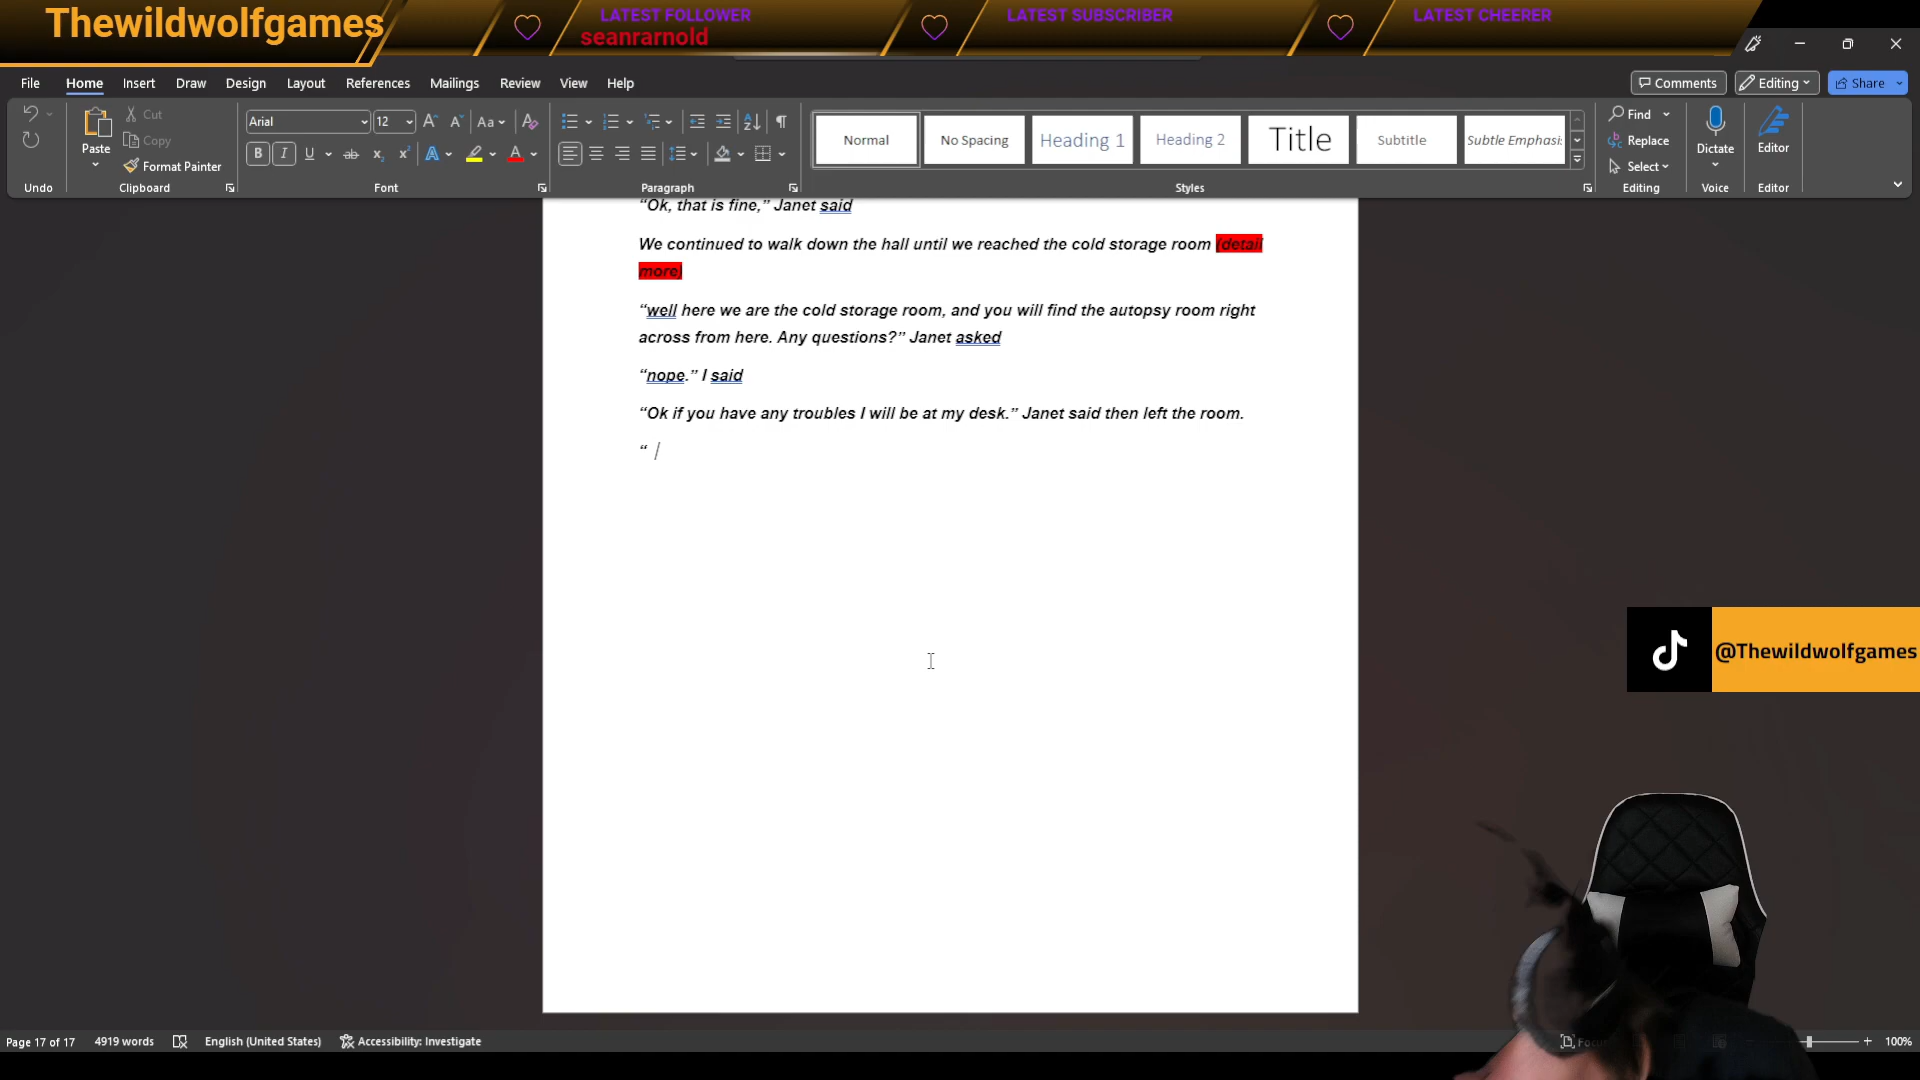 Thewildwolfgames
LATEST FOLLOWER
seanrarnold
LATEST SUBSCRIBER
LATEST CHEERER
File Home Insert Draw Design Layout References Mailings Review View Help
Comments Editing Share
Paste
Cut
Copy
Format Painter
Arial 12
Aa
Normal
No Spacing
Heading 1
Heading 2
Title
Subtitle
Subtle Emphasis
Find
Replace
Select
Dictate
Editor
Undo Clipboard Font Paragraph Styles Editing Voice Editor
“Ok, that is fine,” Janet said
We continued to walk down the hall until we reached the cold storage room (detail
more)
“well here we are the cold storage room, and you will find the autopsy room right
across from here. Any questions?” Janet asked
“nope.” I said
“Ok if you have any troubles I will be at my desk.” Janet said then left the room.
“
@Thewildwolfgames
Page 17 of 17 4919 words English (United States) Accessibility: Investigate
100%